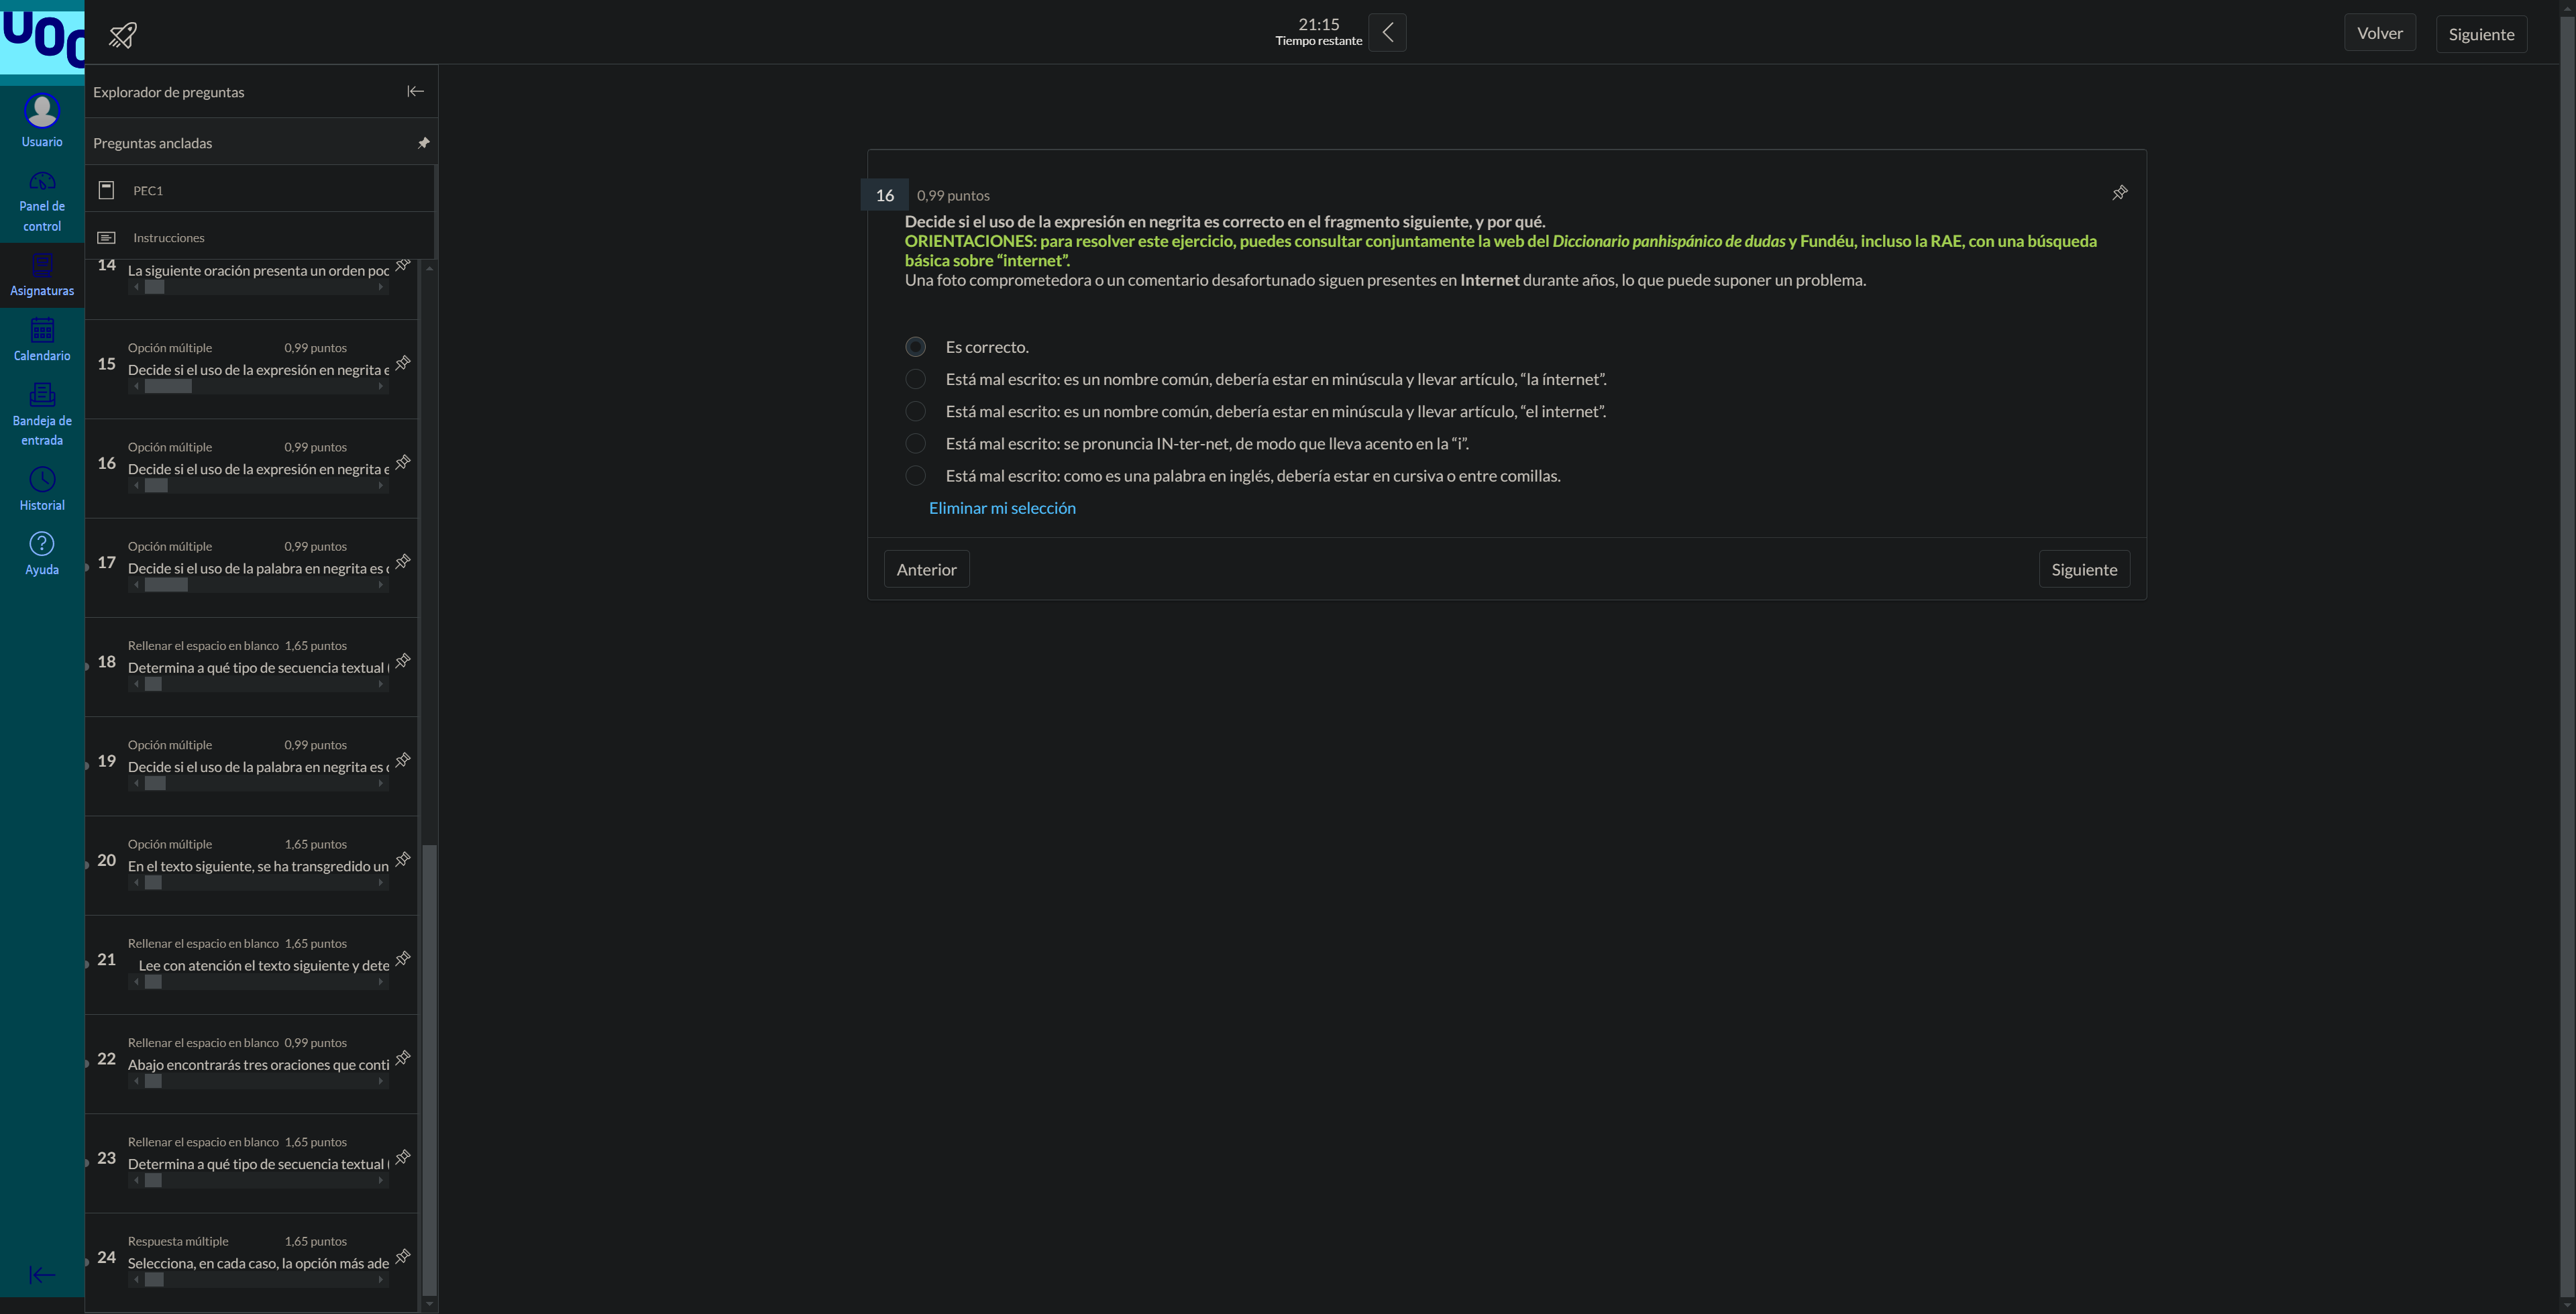 UOC
Usuario
Panel de
control
Asignaturas
Calendario
Bandeja de
entrada
Historial
Ayuda
21:15
Tiempo restante
Volver
Siguiente
Explorador de preguntas
Preguntas ancladas
PEC1
Instrucciones
14
La siguiente oración presenta un orden poc
Opción múltiple 0,99 puntos
15
Decide si el uso de la expresión en negrita e
Opción múltiple 0,99 puntos
16
Decide si el uso de la expresión en negrita e
Opción múltiple 0,99 puntos
17
Decide si el uso de la palabra en negrita es
Rellenar el espacio en blanco 1,65 puntos
18
Determina a qué tipo de secuencia textual
Opción múltiple 0,99 puntos
19
Decide si el uso de la palabra en negrita es
Opción múltiple 1,65 puntos
20
En el texto siguiente, se ha transgredido un
Rellenar el espacio en blanco 1,65 puntos
21
Lee con atención el texto siguiente y dete
Rellenar el espacio en blanco 0,99 puntos
22
Abajo encontrarás tres oraciones que conti
Rellenar el espacio en blanco 1,65 puntos
23
Determina a qué tipo de secuencia textual
Respuesta múltiple 1,65 puntos
24
Selecciona, en cada caso, la opción más ade
16 0,99 puntos
Decide si el uso de la expresión en negrita es correcto en el fragmento siguiente, y por qué.
ORIENTACIONES: para resolver este ejercicio, puedes consultar conjuntamente la web del Diccionario panhispánico de dudas y Fundéu, incluso la RAE, con una búsqueda
básica sobre “internet”.
Una foto comprometedora o un comentario desafortunado siguen presentes en Internet durante años, lo que puede suponer un problema.
Es correcto.
Está mal escrito: es un nombre común, debería estar en minúscula y llevar artículo, “la ínternet”.
Está mal escrito: es un nombre común, debería estar en minúscula y llevar artículo, “el internet”.
Está mal escrito: se pronuncia IN-ter-net, de modo que lleva acento en la “i”.
Está mal escrito: como es una palabra en inglés, debería estar en cursiva o entre comillas.
Eliminar mi selección
Anterior
Siguiente